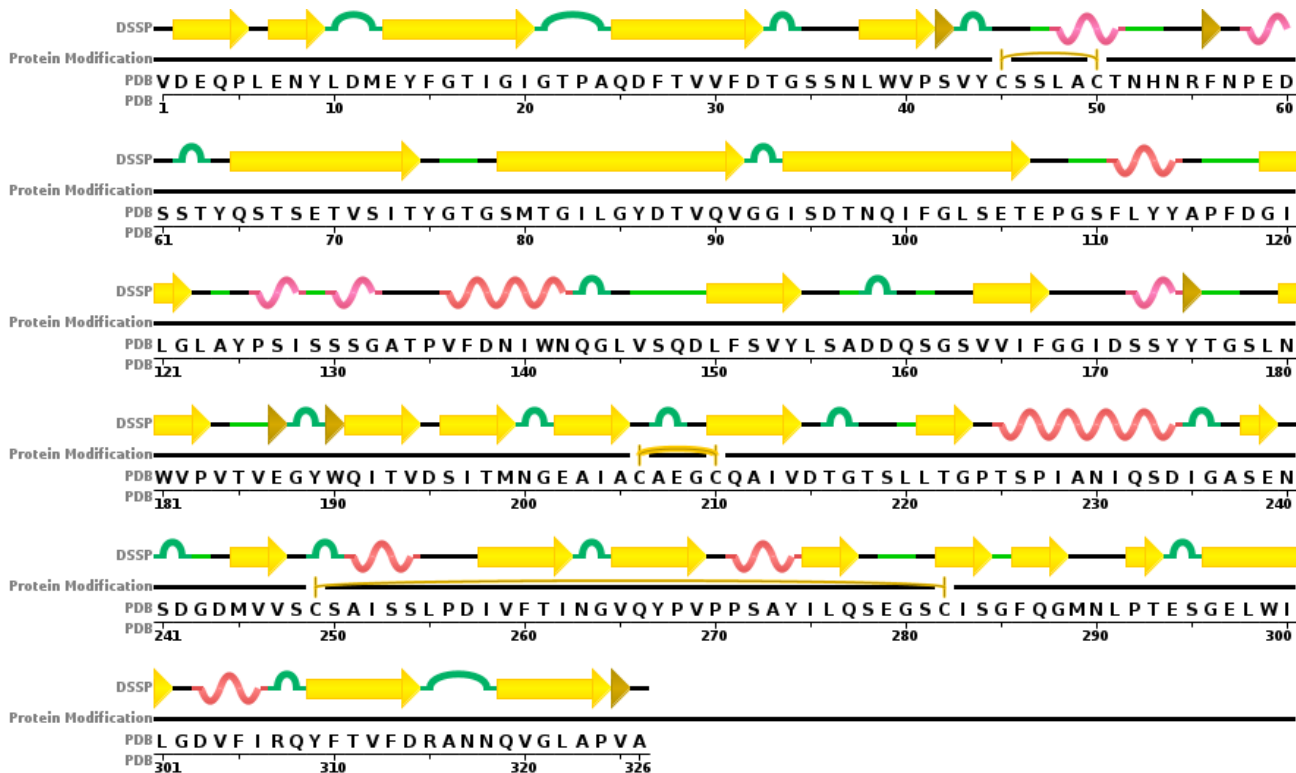 DSSP
Protein Modification
PDB V D E Q P L E N Y L D M E Y F G T I G I G T P A Q D F T V V F D T G S S N L W V P S V Y C S S L A C T N H N R F N P E D
PDB 1 10 20 30 40 50 60
DSSP
Protein Modification
PDB S S T Y Q S T S E T V S I T Y G T G S M T G I L G Y D T V Q V G G I S D T N Q I F G L S E T E P G S F L Y Y A P F D G I
PDB 61 70 80 90 100 110 120
DSSP
Protein Modification
PDB L G L A Y P S I S S S G A T P V F D N I W N Q G L V S Q D L F S V Y L S A D D Q S G S V V I F G G I D S S Y Y T G S L N
PDB 121 130 140 150 160 170 180
DSSP
Protein Modification
PDB W V P V T V E G Y W Q I T V D S I T M N G E A I A C A E G C Q A I V D T G T S L L T G P T S P I A N I Q S D I G A S E N
PDB 181 190 200 210 220 230 240
DSSP
Protein Modification
PDB S D G D M V V S C S A I S S L P D I V F T I N G V Q Y P V P P S A Y I L Q S E G S C I S G F Q G M N L P T E S G E L W I
PDB 241 250 260 270 280 290 300
DSSP
Protein Modification
PDB L G D V F I R Q Y F T V F D R A N N Q V G L A P V A
PDB 301 310 320 326